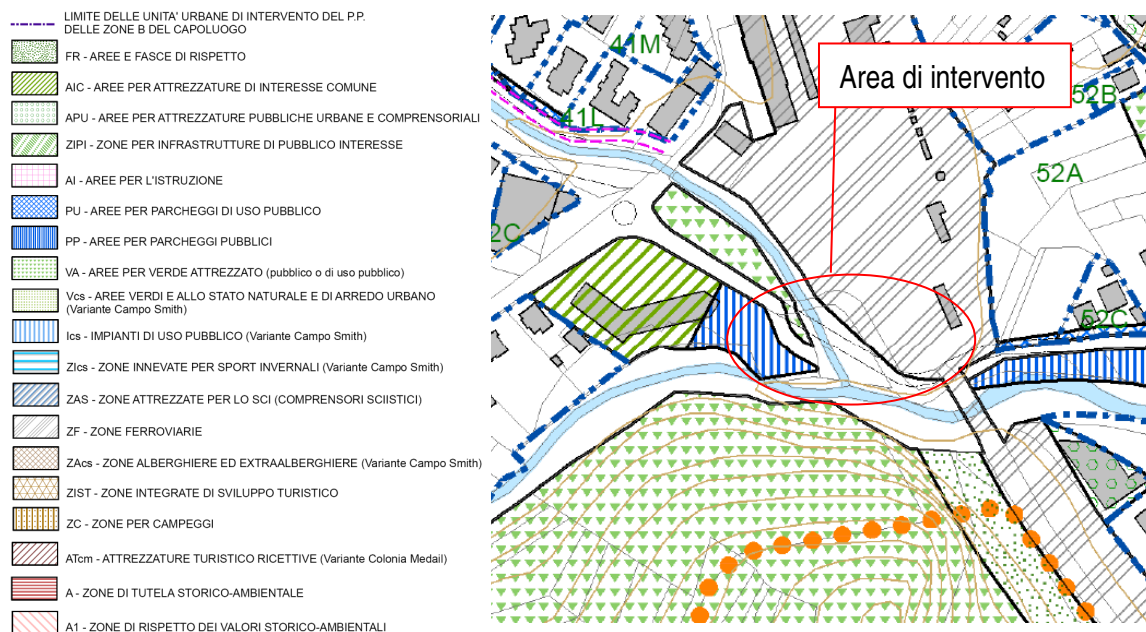 LIMITE DELLE UNITA' URBANE DI INTERVENTO DEL P.P.
DELLE ZONE B DEL CAPOLUOGO
FR - AREE E FASCE DI RISPETTO
AIC - AREE PER ATTREZZATURE DI INTERESSE COMUNE
APU - AREE PER ATTREZZATURE PUBBLICHE URBANE E COMPRENSORIALI
ZIPI - ZONE PER INFRASTRUTTURE DI PUBBLICO INTERESSE
AI - AREE PER L'ISTRUZIONE
PU - AREE PER PARCHEGGI DI USO PUBBLICO
PP - AREE PER PARCHEGGI PUBBLICI
VA - AREE PER VERDE ATTREZZATO (pubblico o di uso pubblico)
Vcs - AREE VERDI E ALLO STATO NATURALE E DI ARREDO URBANO
(Variante Campo Smith)
Ics - IMPIANTI DI USO PUBBLICO (Variante Campo Smith)
ZIcs - ZONE INNEVATE PER SPORT INVERNALI (Variante Campo Smith)
ZAS - ZONE ATTREZZATE PER LO SCI (COMPRENSORI SCIISTICI)
ZF - ZONE FERROVIARIE
ZAcs - ZONE ALBERGHIERE ED EXTRAALBERGHIERE (Variante Campo Smith)
ZIST - ZONE INTEGRATE DI SVILUPPO TURISTICO
ZC - ZONE PER CAMPEGGI
ATcm - ATTREZZATURE TURISTICO RICETTIVE (Variante Colonia Medail)
A - ZONE DI TUTELA STORICO-AMBIENTALE
A1 - ZONE DI RISPETTO DEI VALORI STORICO-AMBIENTALI
41M
Area di intervento
52B
41L
52A
2C
52C